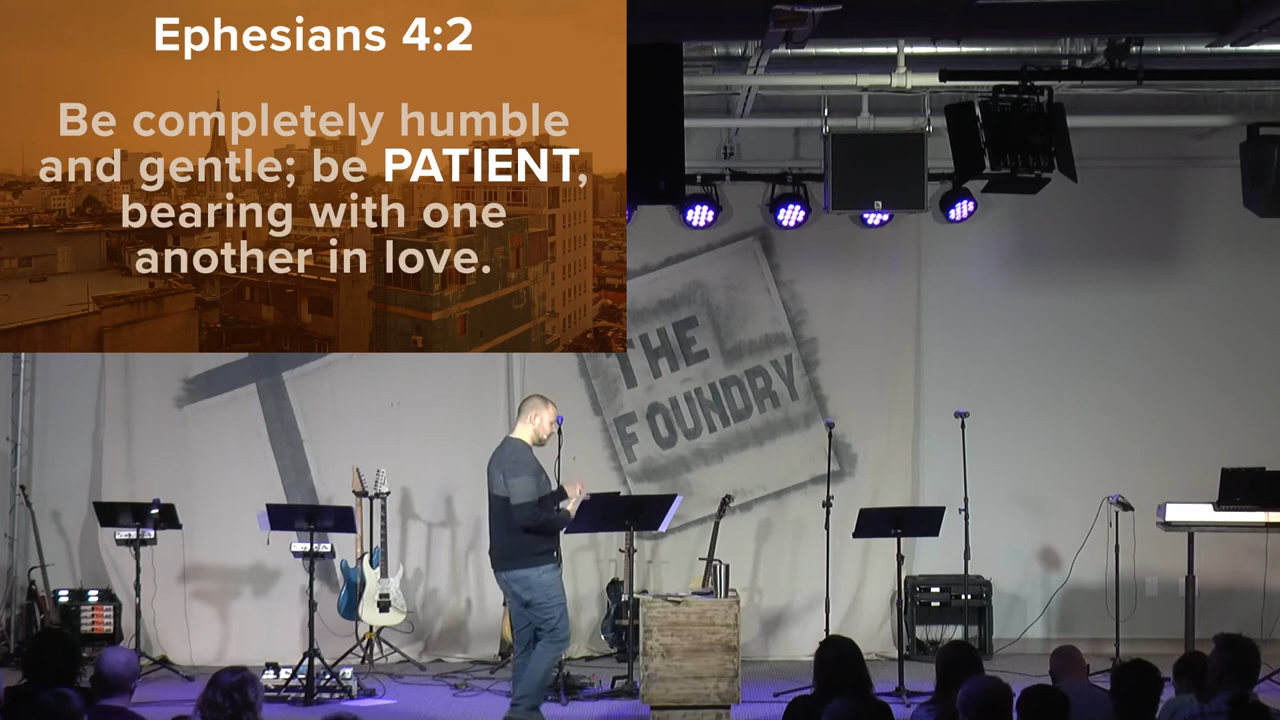 Ephesians 4:2
Be completely humble
and gentle; be PATIENT,
bearing with one
another in love.
THE
FOUNDRY